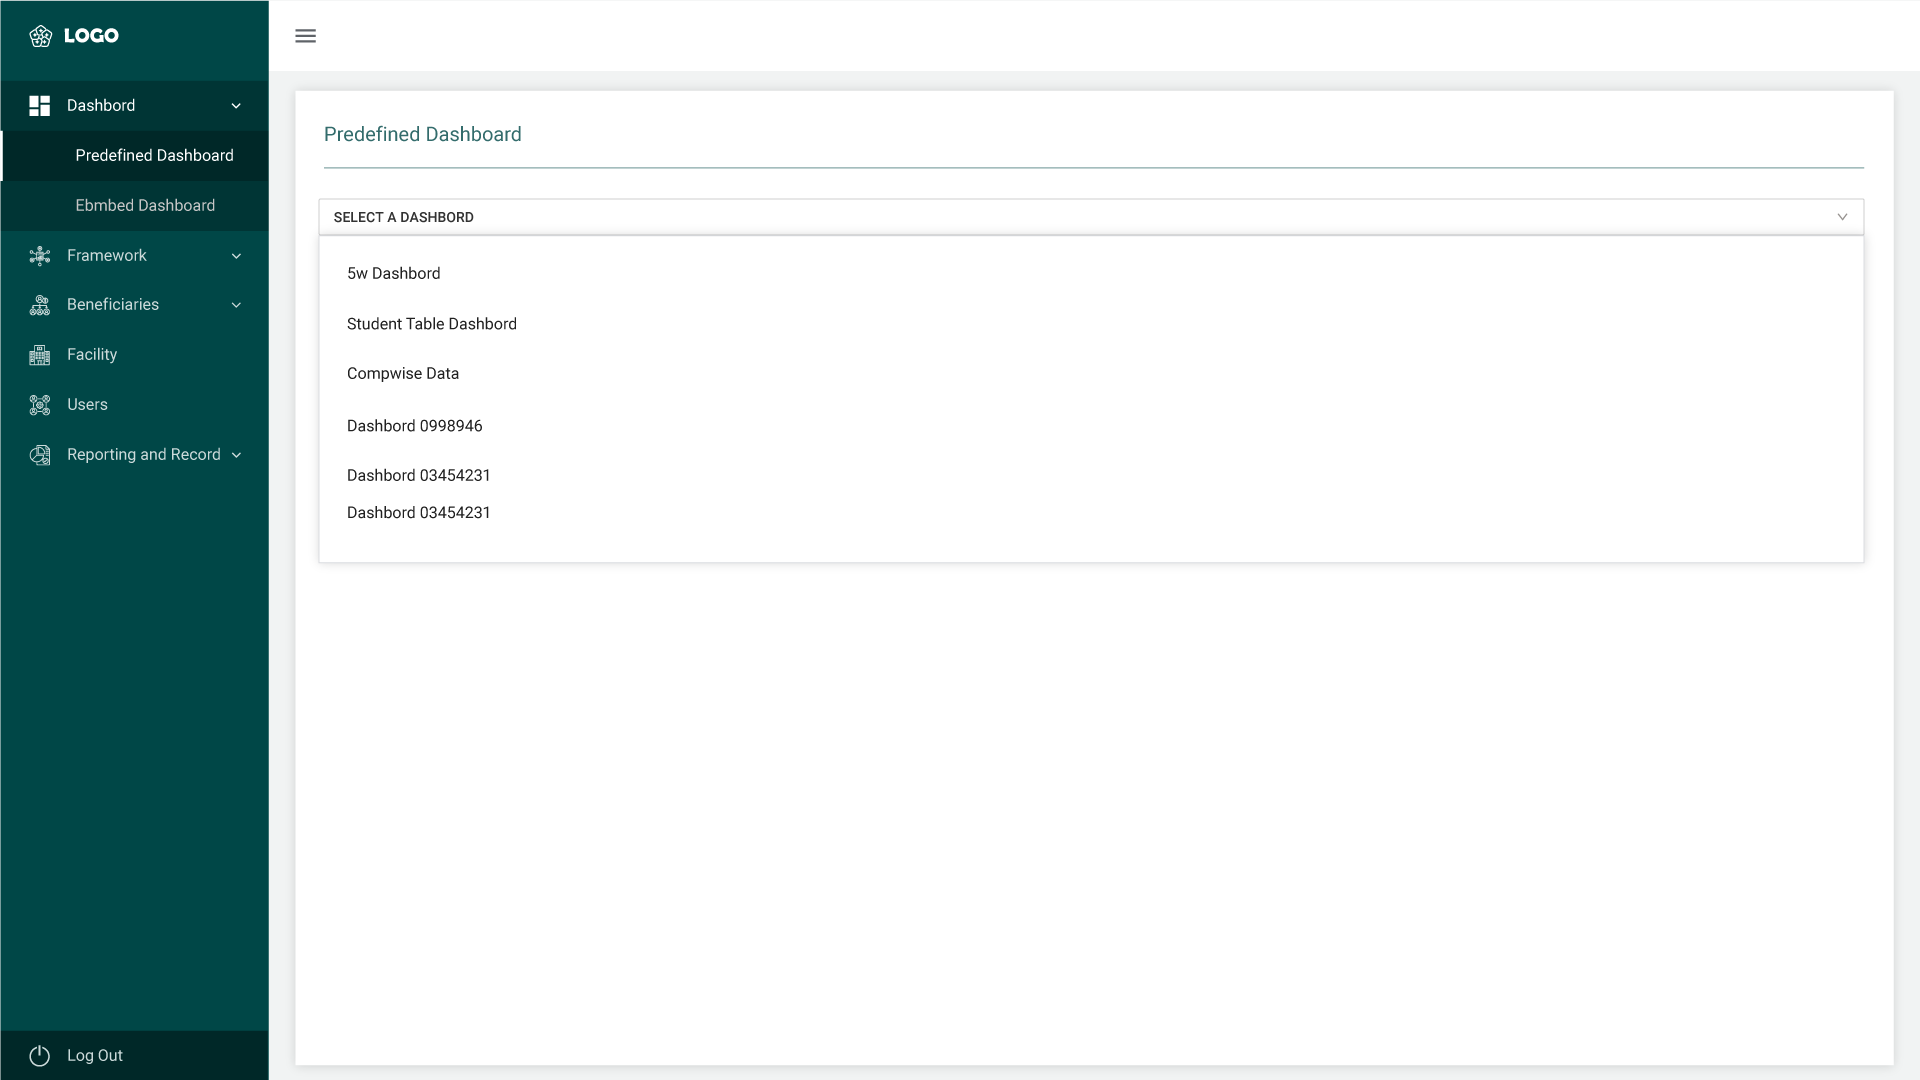 LOGO
Dashbord
Predefined Dashboard
Ebmbed Dashboard
Framework
Beneficiaries
Facility
Users
Reporting and Record
Log Out
Predefined Dashboard
SELECT A DASHBORD
5w Dashbord
Student Table Dashbord
Compwise Data
Dashbord 0998946
Dashbord 03454231
Dashbord 03454231